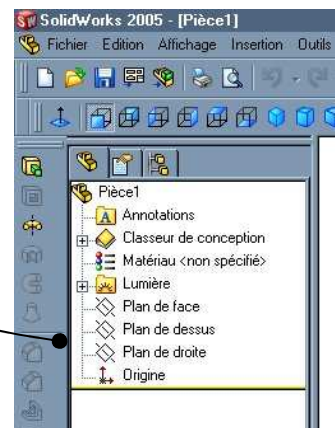 SolidWorks 2005 - [Pièce1]
Fichier Edition Affichage Insertion Outils
Pièce1
A Annotations
Classeur de conception
Matériau <non spécifié>
Lumière
Plan de face
Plan de dessus
Plan de droite
Origine